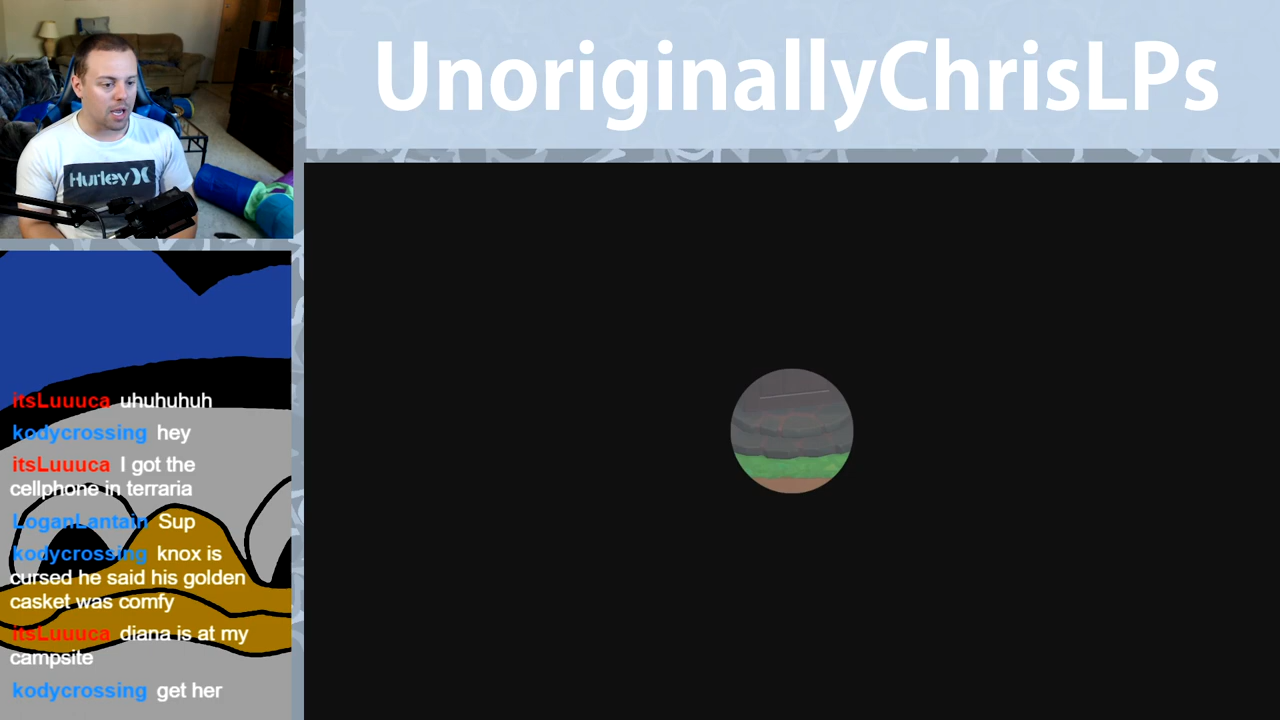 UnoriginallyChrisLPs
Hurley
itsLuuuca uhuhuhuh
kodycrossing hey
itsLuuuca I got the
cellphone in terraria
LoganLantain Sup
kodycrossing knox is
cursed he said his golden
casket was comfy
itsLuuuca diana is at my
campsite
kodycrossing get her